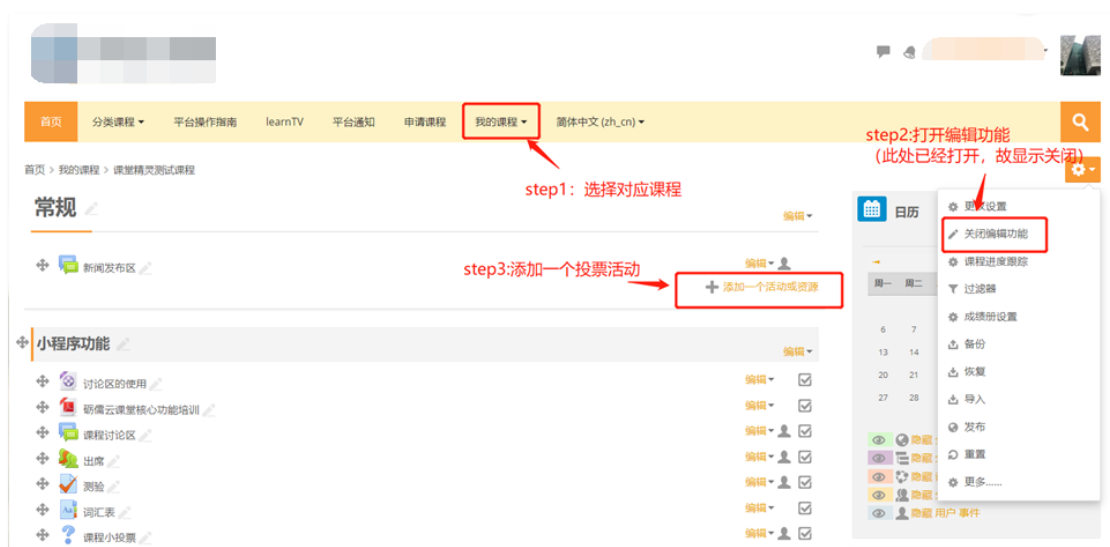 首页 分类课程 平台操作指南 learnTV 平台通知 申请课程 我的课程 简体中文 (zh_cn)
step2:打开编辑功能
（此处已经打开，故显示关闭）
首页 > 我的课程 > 课堂精灵测试课程
step1：选择对应课程
常规
编辑
日历
更改设置
关闭编辑功能
新闻发布区
编辑
step3:添加一个投票活动
添加一个活动或资源
课程进度跟踪
周一 周二
过滤器
成绩册设置
6 7
小程序功能
编辑
13 14
备份
讨论区的使用
编辑
20 21
恢复
砺儒云课堂核心功能培训
编辑
27 28
导入
课程讨论区
编辑
发布
隐藏
出席
编辑
隐藏
重置
测验
编辑
隐藏
更多......
词汇表
编辑
隐藏
隐藏 用户 事件
课程小投票
编辑